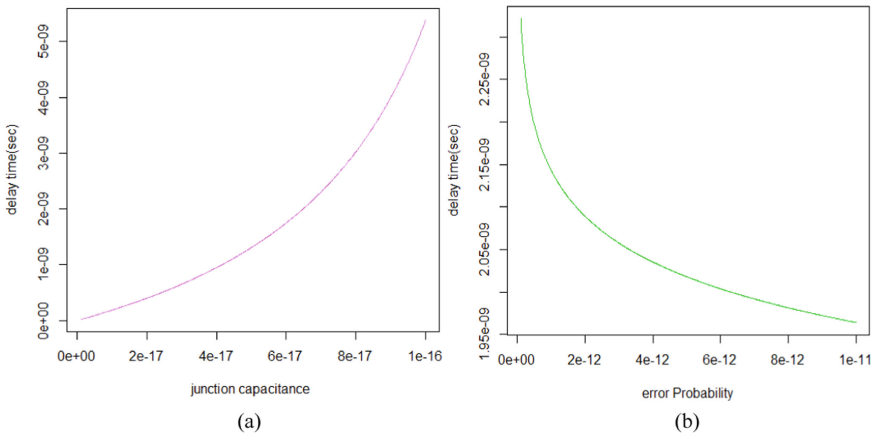 delay time(sec)
5e-09
4e-09
3e-09
2e-09
1e-09
0e+00
0e+00 2e-17 4e-17 6e-17 8e-17 1e-16
junction capacitance
(a)
delay time(sec)
2.25e-09
2.15e-09
2.05e-09
1.95e-09
0e+00 2e-12 4e-12 6e-12 8e-12 1e-11
error Probability
(b)